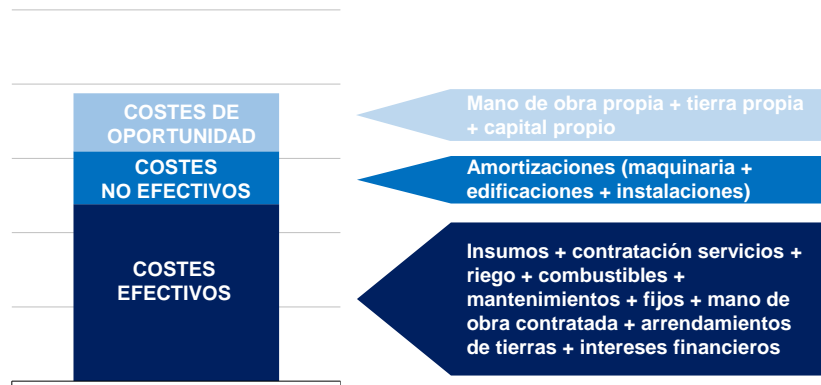 COSTES DE
OPORTUNIDAD
Mano de obra propia + tierra propia
+ capital propio
COSTES
NO EFECTIVOS
Amortizaciones (maquinaria +
edificaciones + instalaciones)
COSTES
EFECTIVOS
Insumos + contratación servicios +
riego + combustibles +
mantenimientos + fijos + mano de
obra contratada + arrendamientos
de tierras + intereses financieros